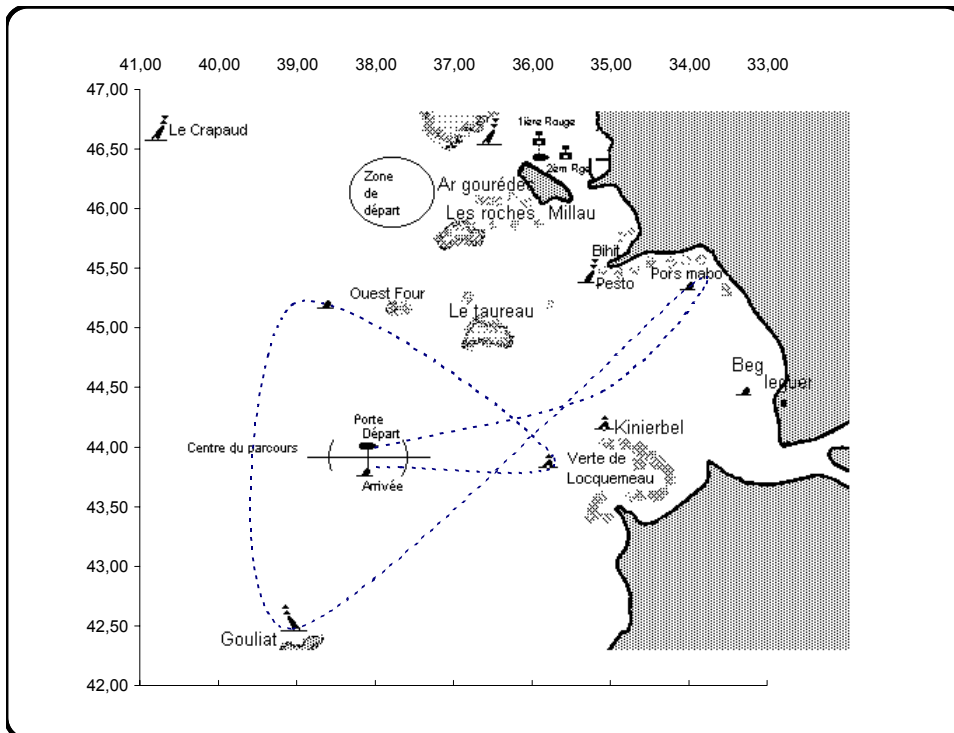 41,00 40,00 39,00 38,00 37,00 36,00 35,00 34,00 33,00
47,00
Le Crapaud
1ière Rouge
46,50
2èm Rge
Zone
de
départ
Ar gourédec
46,00
Les roches Millau
Bihit
45,50
Pors mabo
Pesto
Ouest Four
Le taureau
45,00
Beg
leguer
44,50
Porte
Départ
Kinierbel
44,00
Centre du parcours
Verte de
Locquemeau
Arrivée
43,50
43,00
42,50
Gouliat
42,00